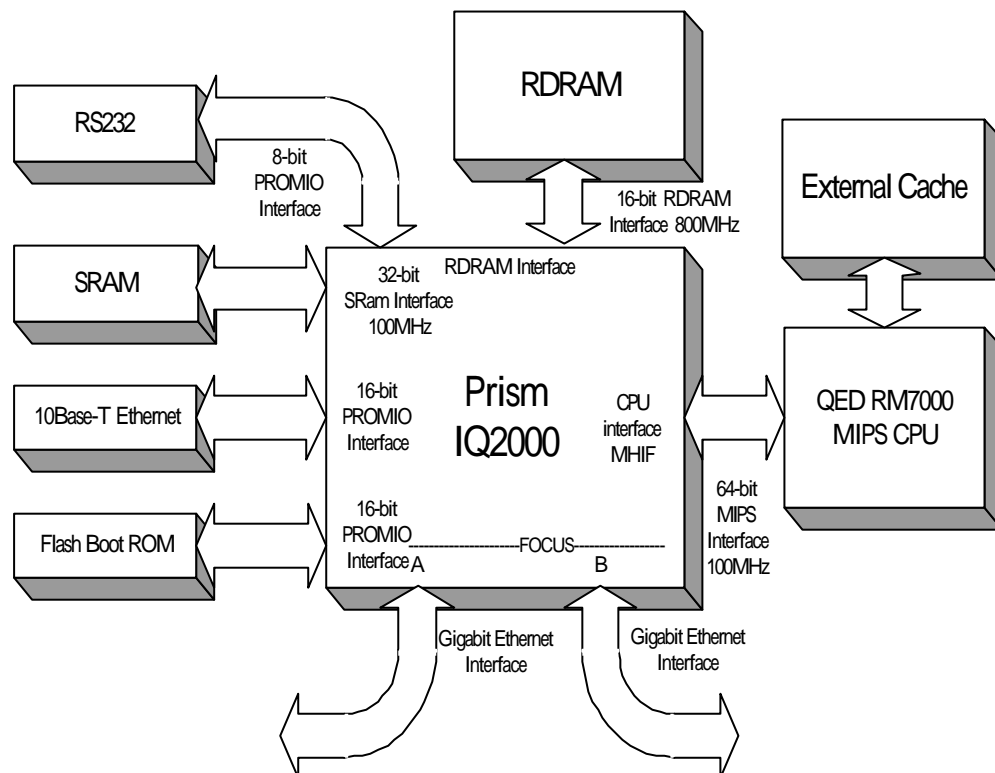 RDRAM
RS232
8-bit
PROMIO
Interface
16-bit RDRAM
Interface 800MHz
External Cache
SRAM
RDRAM Interface
32-bit
SRam Interface
100MHz
10Base-T Ethernet
16-bit
PROMIO
Interface
Prism
IQ2000
CPU
interface
MHIF
QED RM7000
MIPS CPU
64-bit
MIPS
Interface
100MHz
Flash Boot ROM
16-bit
PROMIO
Interface
---------------------FOCUS-----------------
A
B
Gigabit Ethernet
Interface
Gigabit Ethernet
Interface